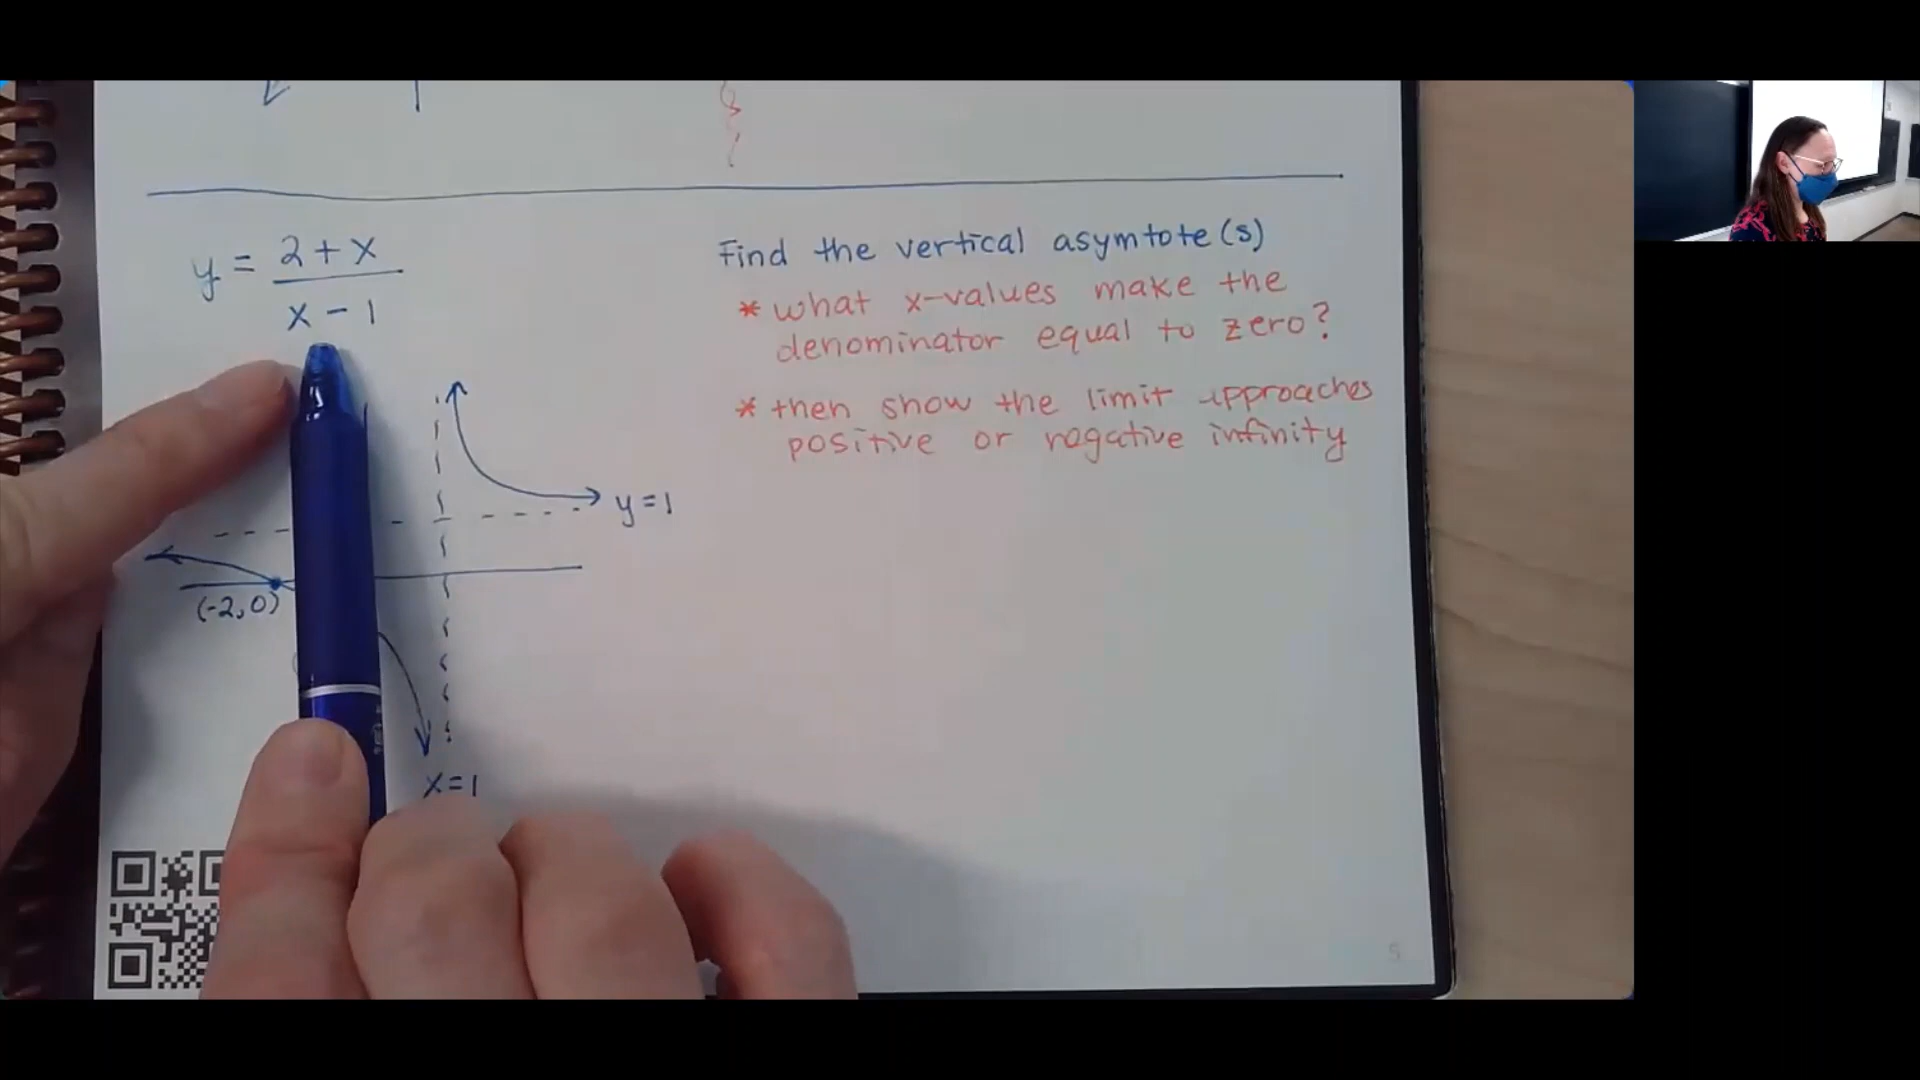 y = 2 + x
x - 1
Find the vertical asymtote(s)
* what x-values make the
denominator equal to zero?
* then show the limit approaches
positive or negative infinity
y = 1
(-2, 0)
x = 1
5